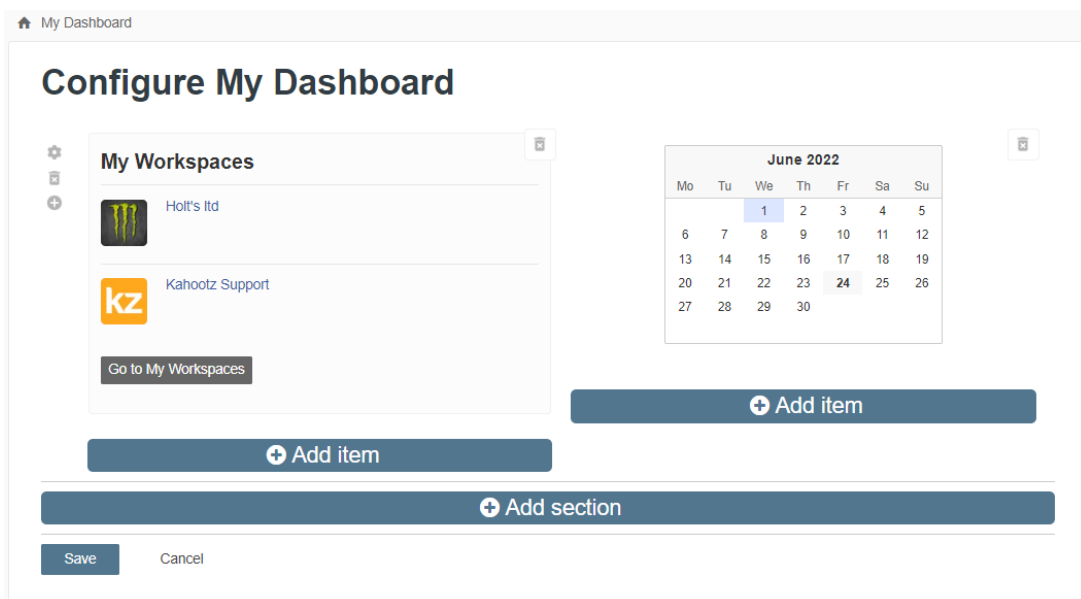 My Dashboard
Configure My Dashboard
My Workspaces
Holt's ltd
kz
Kahootz Support
Go to My Workspaces
Add item
June 2022
Mo Tu We Th Fr Sa Su
1 2 3 4 5
6 7 8 9 10 11 12
13 14 15 16 17 18 19
20 21 22 23 24 25 26
27 28 29 30
Add item
Add section
Save Cancel